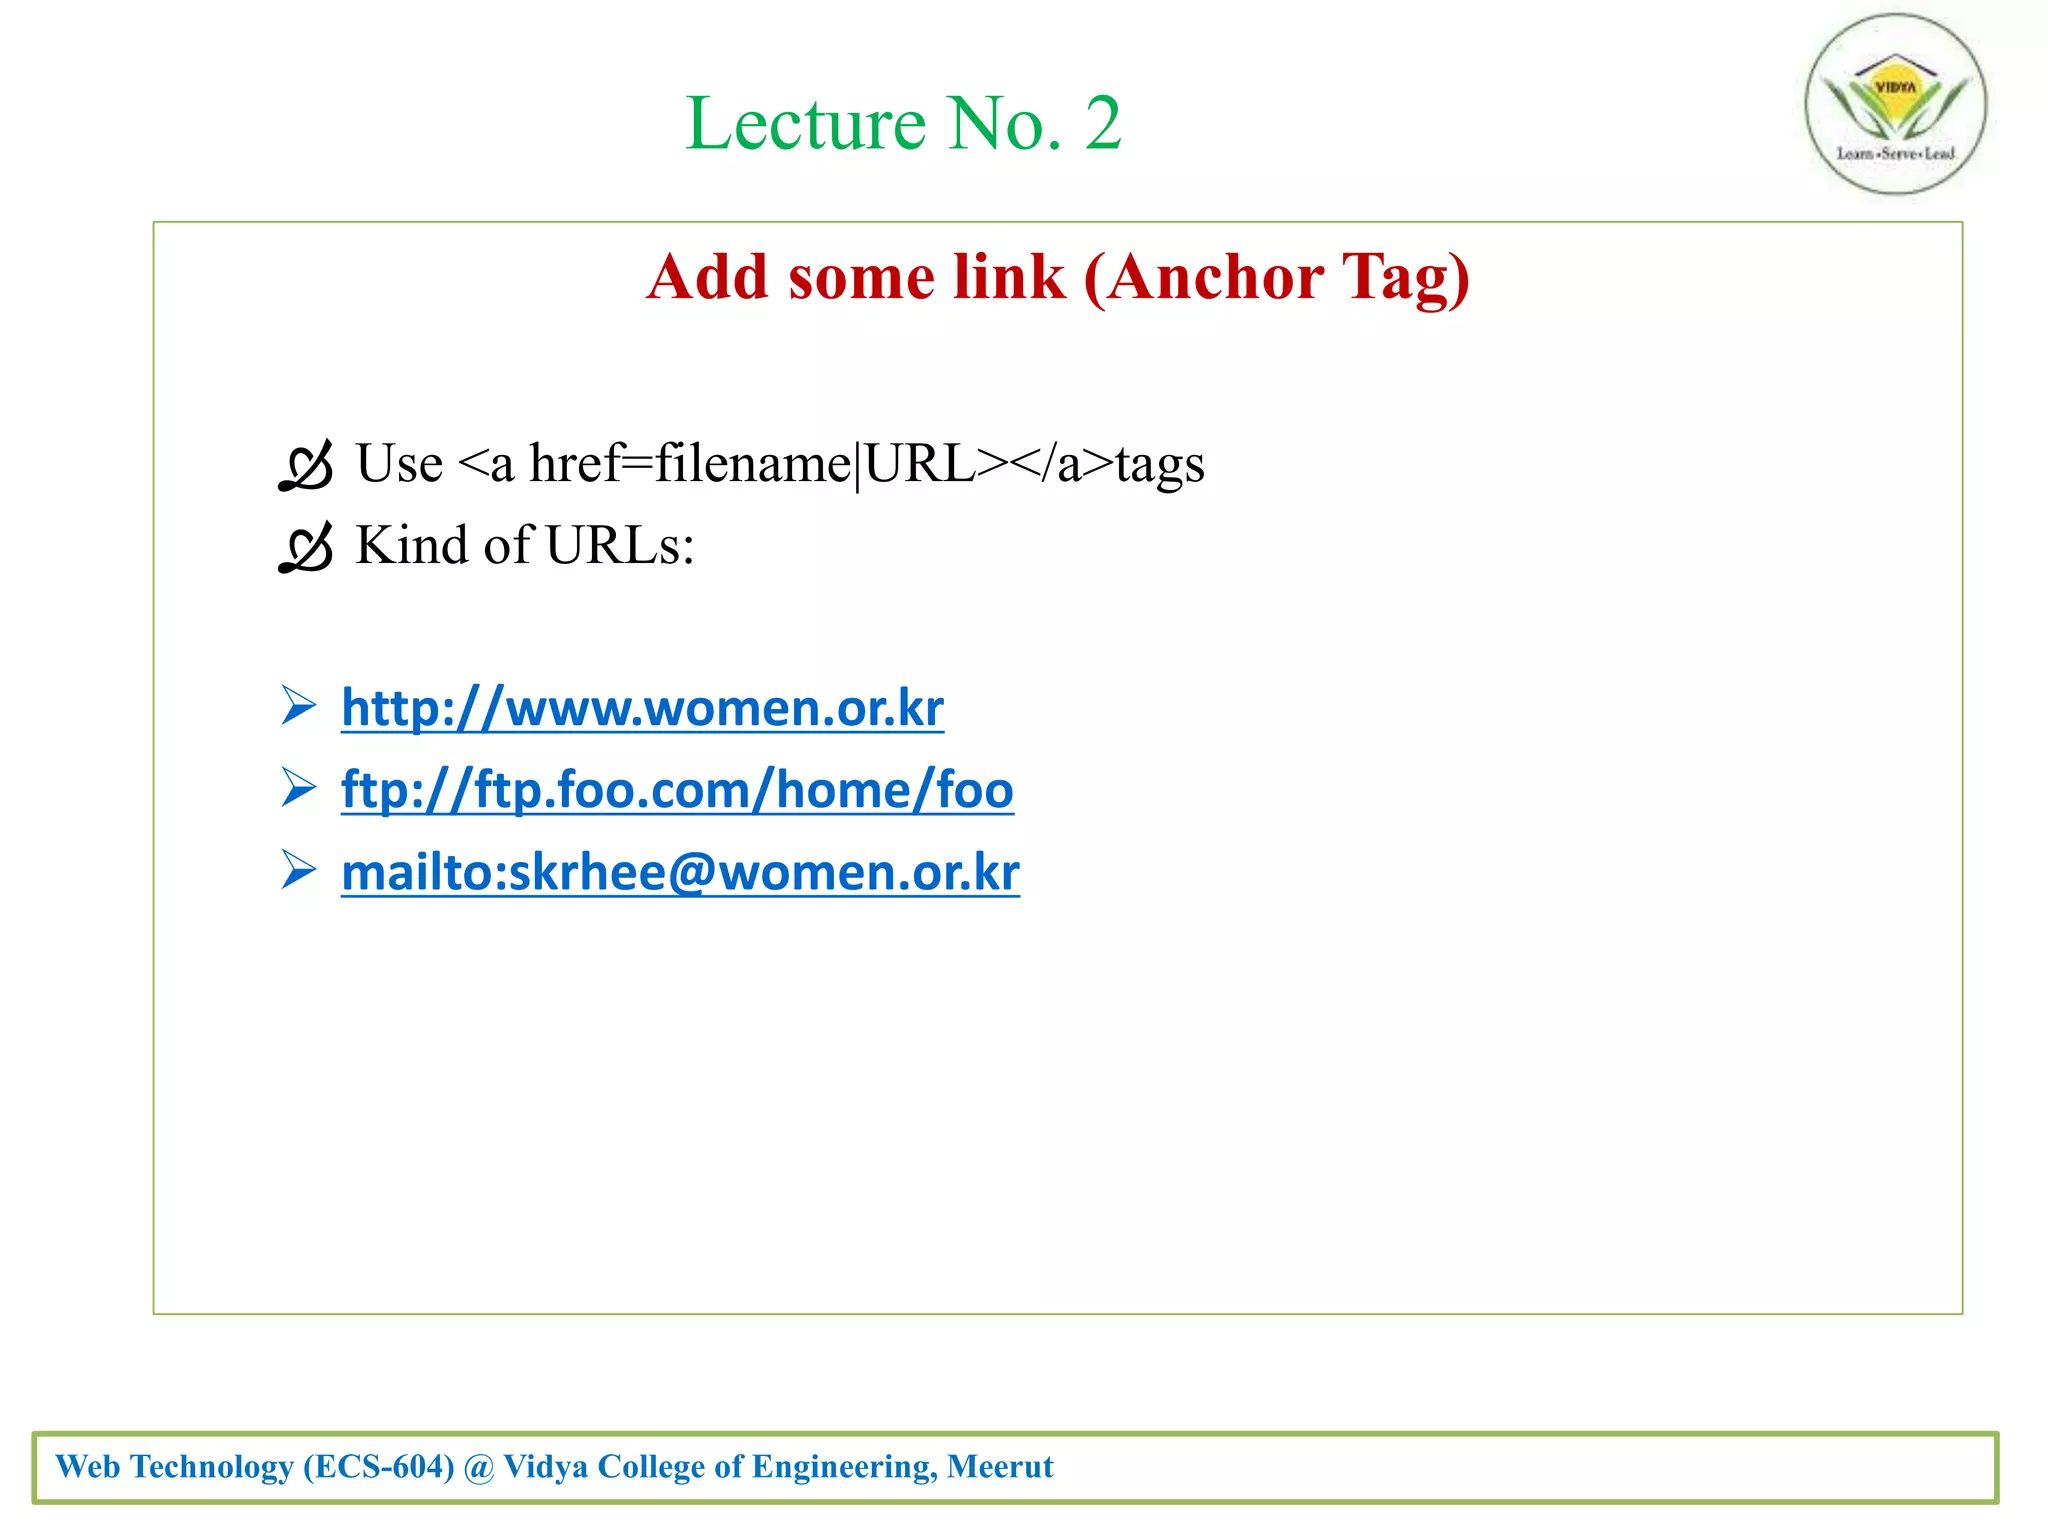 Lecture No. 2
VIDYA
Learn•Serve•Lead
Add some link (Anchor Tag)
Use <a href=filename|URL></a>tags
Kind of URLs:
http://www.women.or.kr
ftp://ftp.foo.com/home/foo
mailto:skrhee@women.or.kr
Web Technology (ECS-604) @ Vidya College of Engineering, Meerut